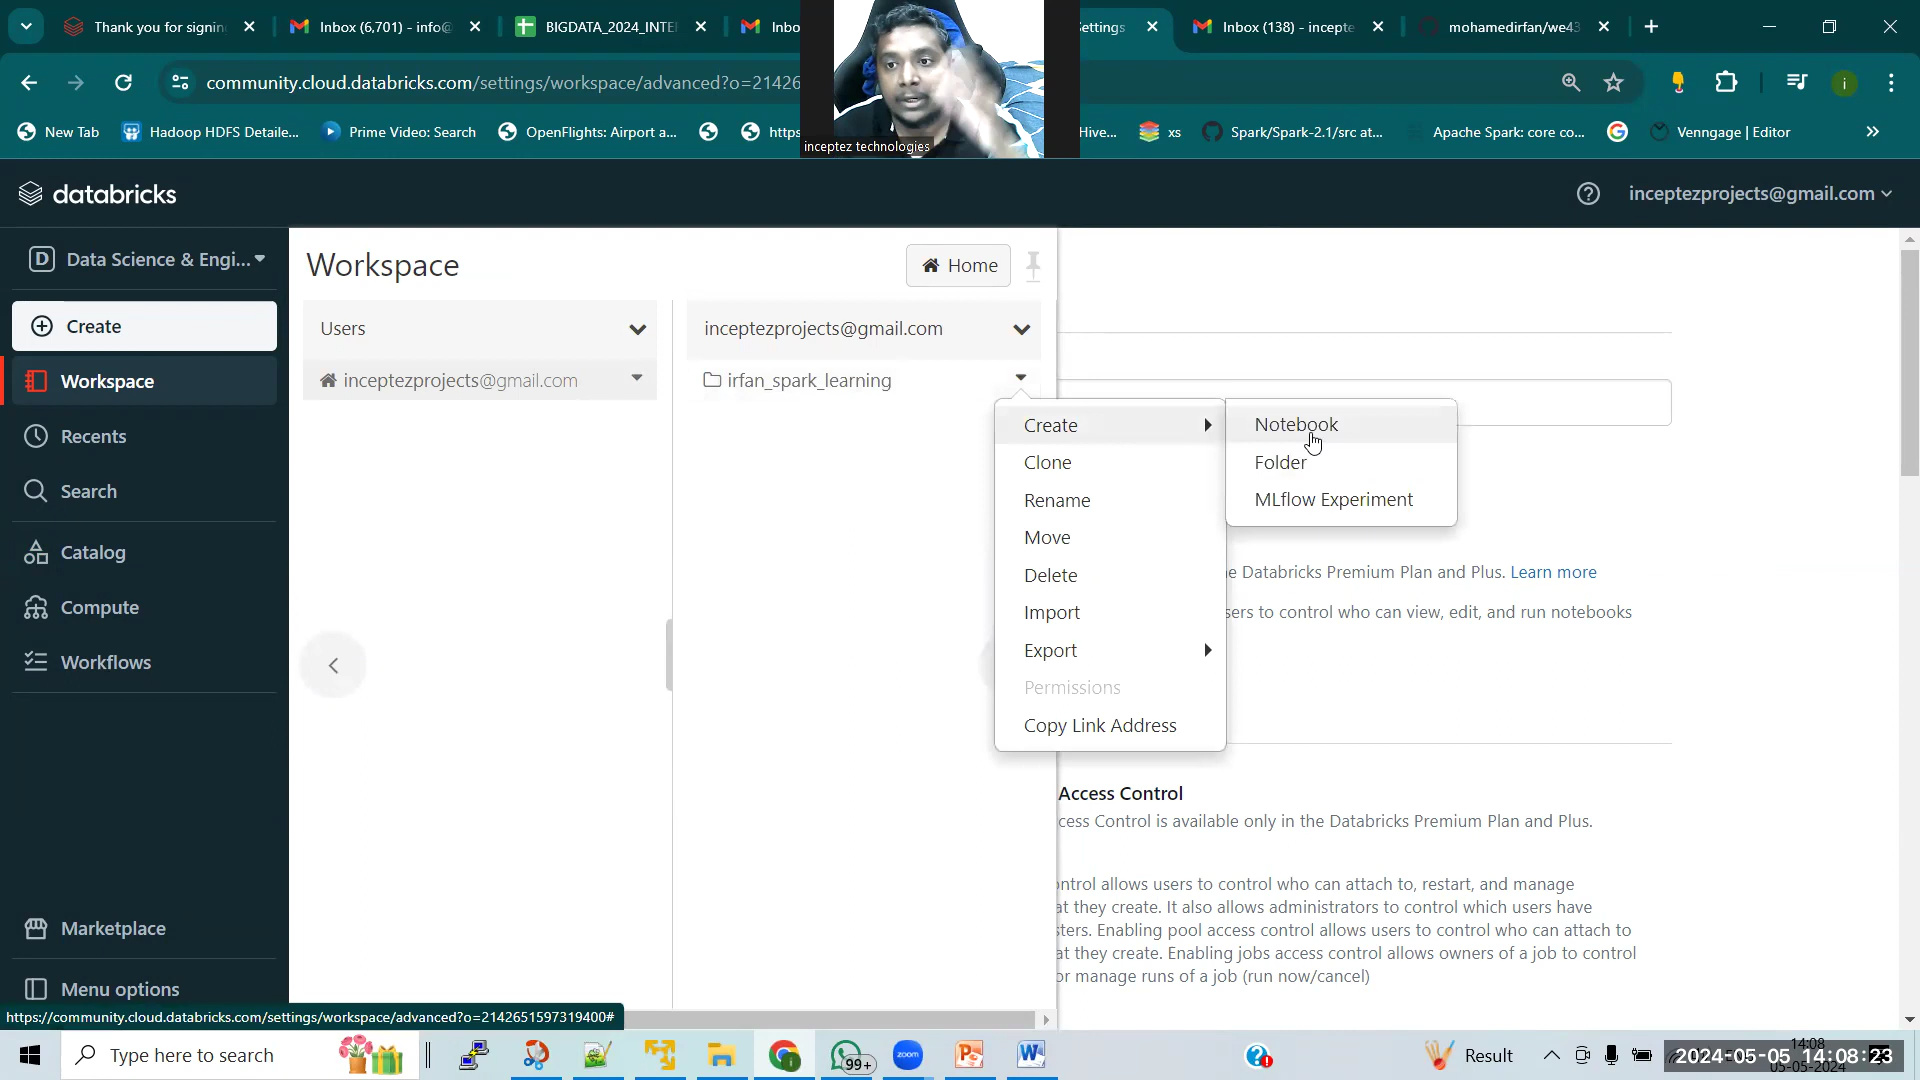 Thank you for signin
Inbox (6,701) - info@
BIGDATA_2024_INTE
Inbo
Settings
Inbox (138) - incepte
mohamedirfan/we43
community.cloud.databricks.com/settings/workspace/advanced?o=21426
New Tab
Hadoop HDFS Detaile...
Prime Video: Search
OpenFlights: Airport a...
https
Hive...
xs
Spark/Spark-2.1/src at...
Apache Spark: core co...
Venngage | Editor
inceptez technologies
databricks
inceptezprojects@gmail.com
Data Science & Engi...
Create
Workspace
Recents
Search
Catalog
Compute
Workflows
Marketplace
Menu options
Workspace
Home
Users
inceptezprojects@gmail.com
inceptezprojects@gmail.com
irfan_spark_learning
Create
Clone
Rename
Move
Delete
Import
Export
Permissions
Copy Link Address
Notebook
Folder
MLflow Experiment
e Databricks Premium Plan and Plus. Learn more
sers to control who can view, edit, and run notebooks
Access Control
cess Control is available only in the Databricks Premium Plan and Plus.
ontrol allows users to control who can attach to, restart, and manage
at they create. It also allows administrators to control which users have
sters. Enabling pool access control allows users to control who can attach to
at they create. Enabling jobs access control allows owners of a job to control
or manage runs of a job (run now/cancel)
https://community.cloud.databricks.com/settings/workspace/advanced?o=2142651597319400#
Type here to search
99+
zoom
Result
14:08
05-05-2024
2024-05-05 14:08:23